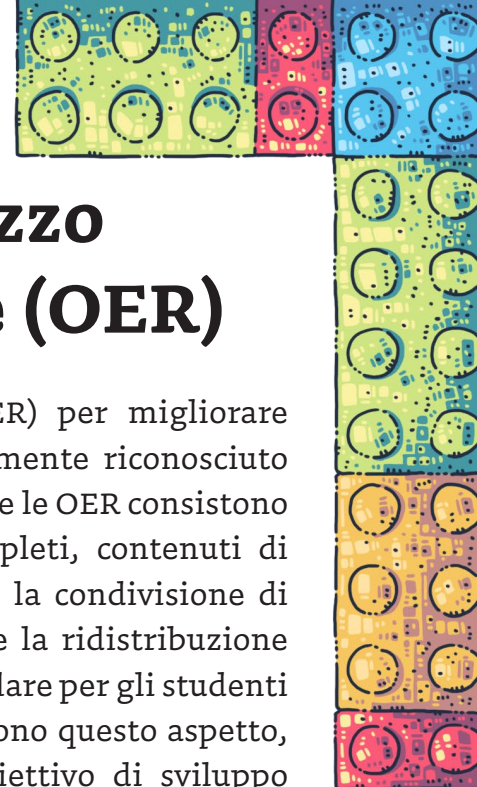 zzo
e (OER)
ER) per migliorare
mente riconosciuto
e le OER consistono
pleti, contenuti di
la condivisione di
e la ridistribuzione
lare per gli studenti
ono questo aspetto,
iettivo di sviluppo